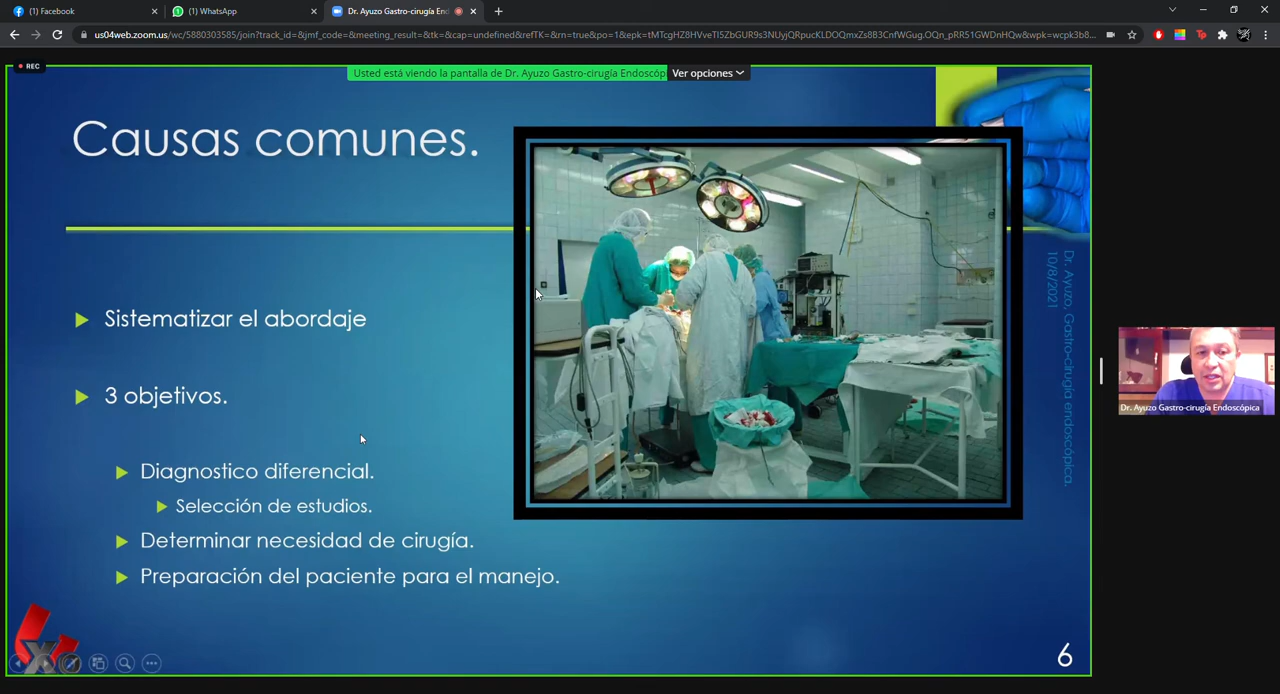 (1) Facebook
(1) WhatsApp
Dr. Ayuzo Gastro-cirugía End
REC
Usted está viendo la pantalla de Dr. Ayuzo Gastro-cirugía Endoscóp
Ver opciones
Causas comunes.
Sistematizar el abordaje
3 objetivos.
Diagnostico diferencial.
Selección de estudios.
Determinar necesidad de cirugía.
Preparación del paciente para el manejo.
Dr. Ayuzo, Gastro-cirugía endoscópica.
10/8/2021
Dr. Ayuzo Gastro-cirugía Endoscópica
6